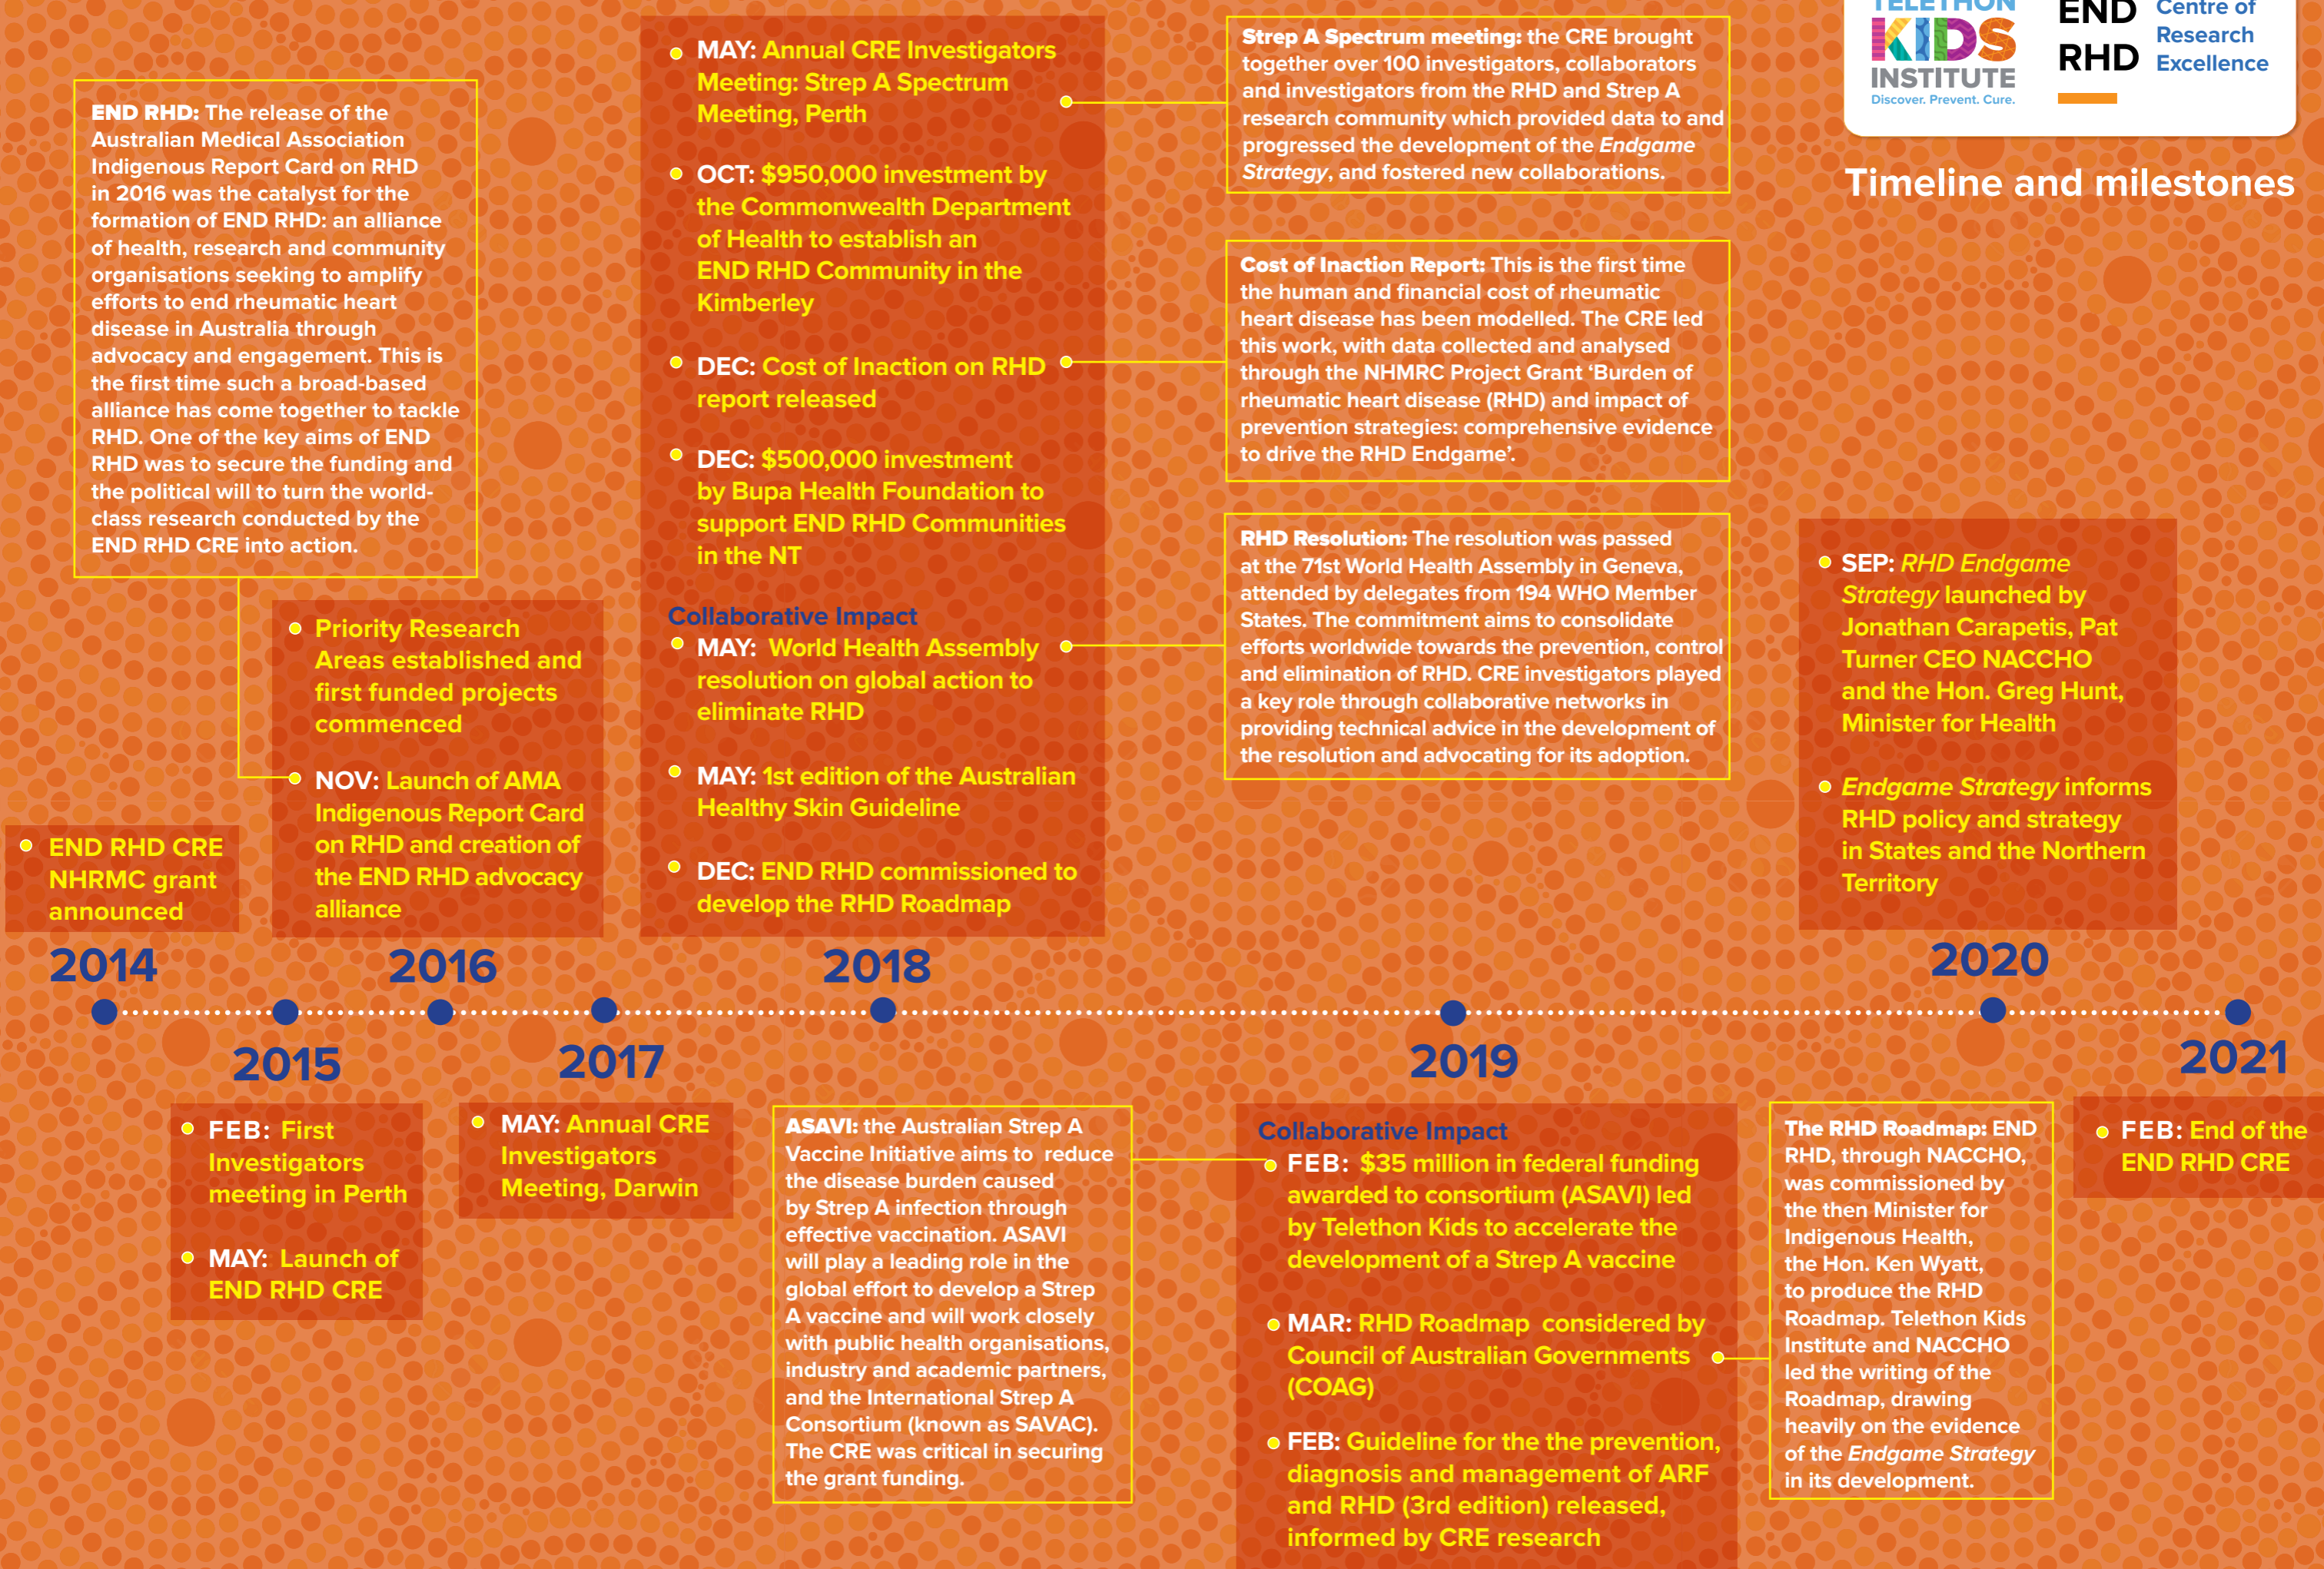 TELETHON
KIDS
INSTITUTE
Discover. Prevent. Cure.
END
RHD
Centre of
Research
Excellence
Timeline and milestones
END RHD: The release of the
Australian Medical Association
Indigenous Report Card on RHD
in 2016 was the catalyst for the
formation of END RHD: an alliance
of health, research and community
organisations seeking to amplify
efforts to end rheumatic heart
disease in Australia through
advocacy and engagement. This is
the first time such a broad-based
alliance has come together to tackle
RHD. One of the key aims of END
RHD was to secure the funding and
the political will to turn the world-
class research conducted by the
END RHD CRE into action.
END RHD CRE
NHRMC grant
announced
2014
FEB: First
Investigators
meeting in Perth
MAY: Launch of
END RHD CRE
2015
Priority Research
Areas established and
first funded projects
commenced
NOV: Launch of AMA
Indigenous Report Card
on RHD and creation of
the END RHD advocacy
alliance
2016
2017
MAY: Annual CRE
Investigators
Meeting, Darwin
MAY: Annual CRE Investigators
Meeting: Strep A Spectrum
Meeting, Perth
OCT: $950,000 investment by
the Commonwealth Department
of Health to establish an
END RHD Community in the
Kimberley
DEC: Cost of Inaction on RHD
report released
DEC: $500,000 investment
by Bupa Health Foundation to
support END RHD Communities
in the NT
Collaborative Impact
MAY: World Health Assembly
resolution on global action to
eliminate RHD
MAY: 1st edition of the Australian
Healthy Skin Guideline
DEC: END RHD commissioned to
develop the RHD Roadmap
2018
Strep A Spectrum meeting: the CRE brought
together over 100 investigators, collaborators
and investigators from the RHD and Strep A
research community which provided data to and
progressed the development of the Endgame
Strategy, and fostered new collaborations.
Cost of Inaction Report: This is the first time
the human and financial cost of rheumatic
heart disease has been modelled. The CRE led
this work, with data collected and analysed
through the NHMRC Project Grant ‘Burden of
rheumatic heart disease (RHD) and impact of
prevention strategies: comprehensive evidence
to drive the RHD Endgame’.
RHD Resolution: The resolution was passed
at the 71st World Health Assembly in Geneva,
attended by delegates from 194 WHO Member
States. The commitment aims to consolidate
efforts worldwide towards the prevention, control
and elimination of RHD. CRE investigators played
a key role through collaborative networks in
providing technical advice in the development of
the resolution and advocating for its adoption.
ASAVI: the Australian Strep A
Vaccine Initiative aims to reduce
the disease burden caused
by Strep A infection through
effective vaccination. ASAVI
will play a leading role in the
global effort to develop a Strep
A vaccine and will work closely
with public health organisations,
industry and academic partners,
and the International Strep A
Consortium (known as SAVAC).
The CRE was critical in securing
the grant funding.
2019
Collaborative Impact
FEB: $35 million in federal funding
awarded to consortium (ASAVI) led
by Telethon Kids to accelerate the
development of a Strep A vaccine
MAR: RHD Roadmap considered by
Council of Australian Governments
(COAG)
FEB: Guideline for the the prevention,
diagnosis and management of ARF
and RHD (3rd edition) released,
informed by CRE research
The RHD Roadmap: END
RHD, through NACCHO,
was commissioned by
the then Minister for
Indigenous Health,
the Hon. Ken Wyatt,
to produce the RHD
Roadmap. Telethon Kids
Institute and NACCHO
led the writing of the
Roadmap, drawing
heavily on the evidence
of the Endgame Strategy
in its development.
SEP: RHD Endgame
Strategy launched by
Jonathan Carapetis, Pat
Turner CEO NACCHO
and the Hon. Greg Hunt,
Minister for Health
Endgame Strategy informs
RHD policy and strategy
in States and the Northern
Territory
2020
2021
FEB: End of the
END RHD CRE